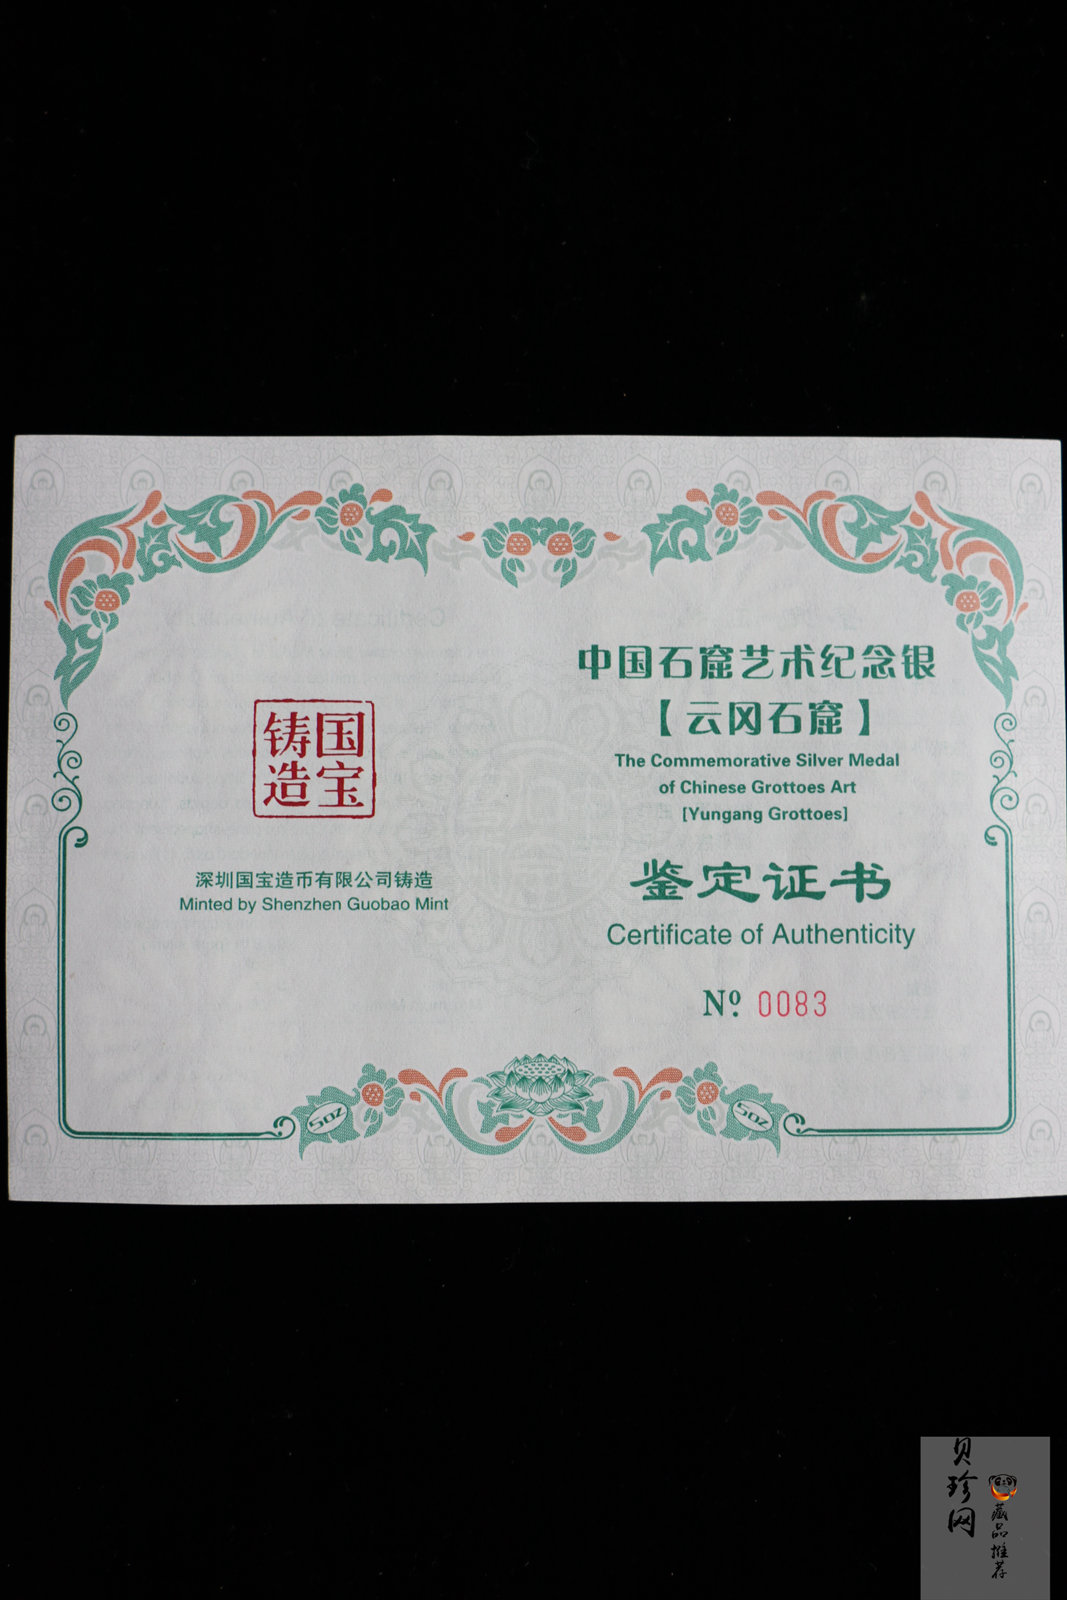 国宝
铸造
深圳国宝造币有限公司铸造
Minted by Shenzhen Guobao Mint
中国石窟艺术纪念银
【云冈石窟】
The Commemorative Silver Medal
of Chinese Grottoes Art
[Yungang Grottoes]
鉴定证书
Certificate of Authenticity
Nº 0083
5oz
5oz
贝珍网
藏品推荐